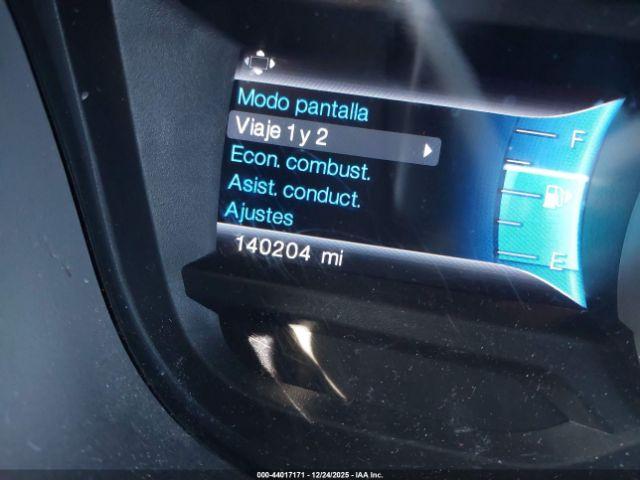 Modo pantalla
Viaje 1 y 2
Econ. combust.
Asist. conduct.
Ajustes
140204 mi
F
E
000-44017171 - 12/24/2025 - IAA Inc.